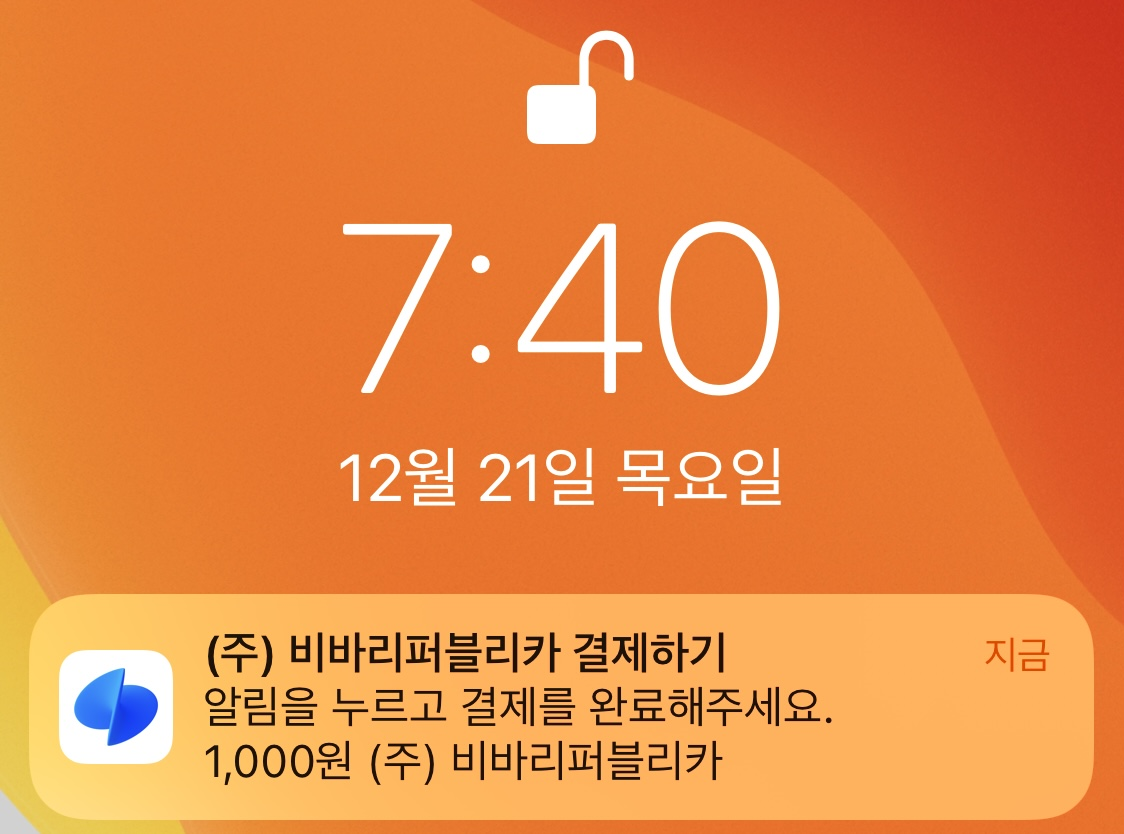 7:40
12월 21일 목요일
(주) 비바리퍼블리카 결제하기
지금
알림을 누르고 결제를 완료해주세요.
1,000원 (주) 비바리퍼블리카